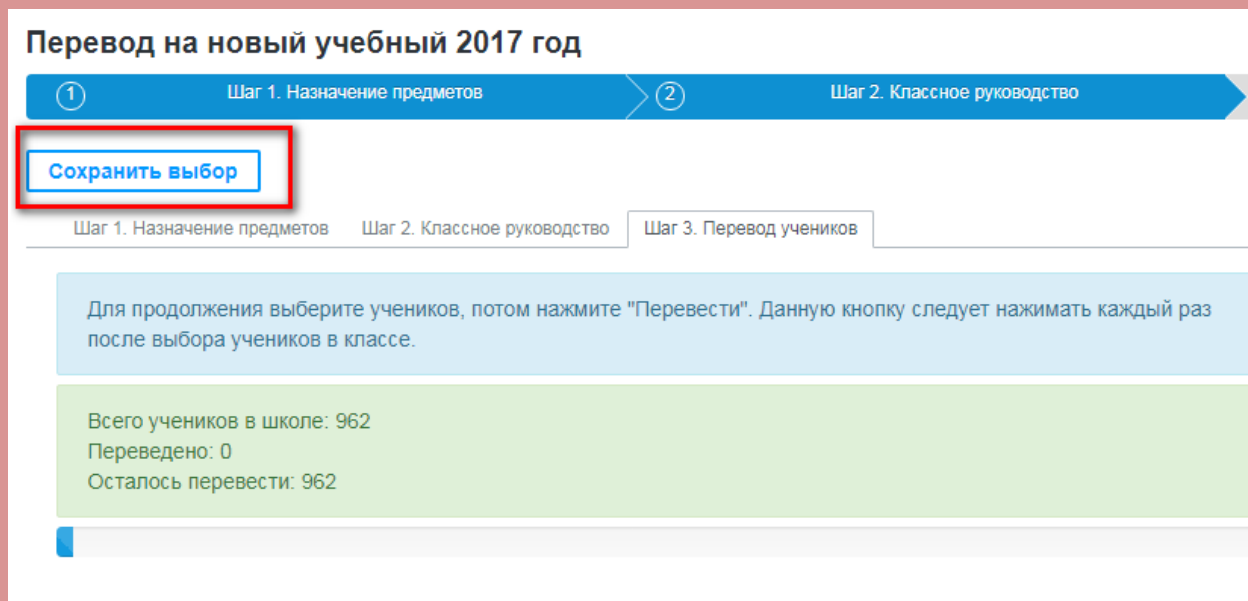 Перевод на новый учебный 2017 год
1 Шаг 1. Назначение предметов 2 Шаг 2. Классное руководство
Сохранить выбор
Шаг 1. Назначение предметов Шаг 2. Классное руководство Шаг 3. Перевод учеников
Для продолжения выберите учеников, потом нажмите "Перевести". Данную кнопку следует нажимать каждый раз
после выбора учеников в классе.
Всего учеников в школе: 962
Переведено: 0
Осталось перевести: 962